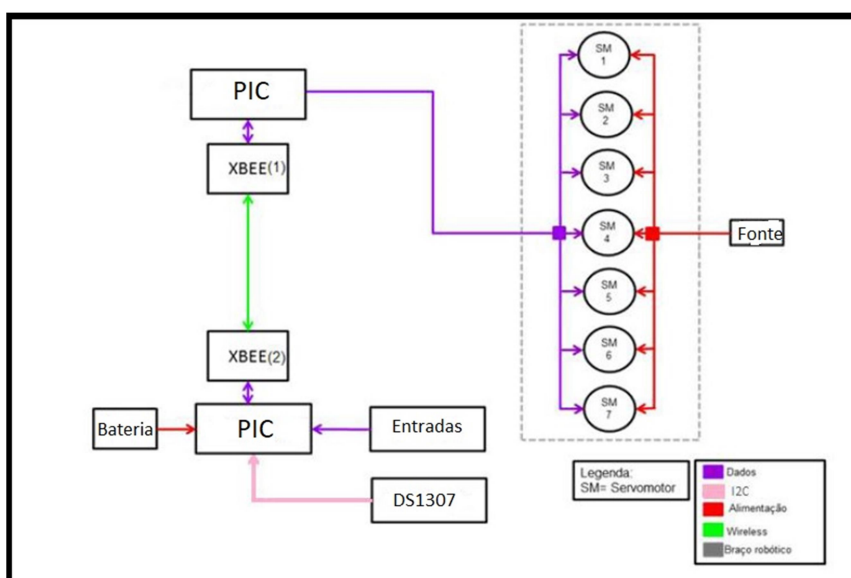 SM
1
PIC
SM
2
XBEE(1)
SM
3
SM
4
Fonte
SM
5
XBEE(2)
SM
6
Bateria
PIC
Entradas
SM
7
DS1307
Legenda:
SM= Servomotor
Dados
I2C
Alimentação
Wireless
Braço robótico